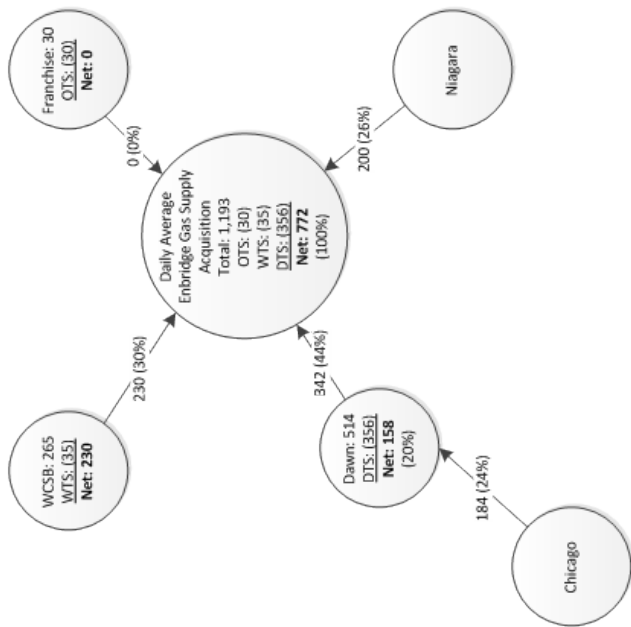 WCSB: 265
WTS: (35)
Net: 230
230 (30%)
Franchise: 30
OTS: (30)
Net: 0
0 (0%)
Daily Average
Enbridge Gas Supply
Acquisition
Total: 1,193
OTS: (30)
WTS: (35)
DTS: (356)
Net: 772
(100%)
342 (44%)
200 (26%)
Dawn: 514
DTS: (356)
Net: 158
(20%)
Niagara
184 (24%)
Chicago